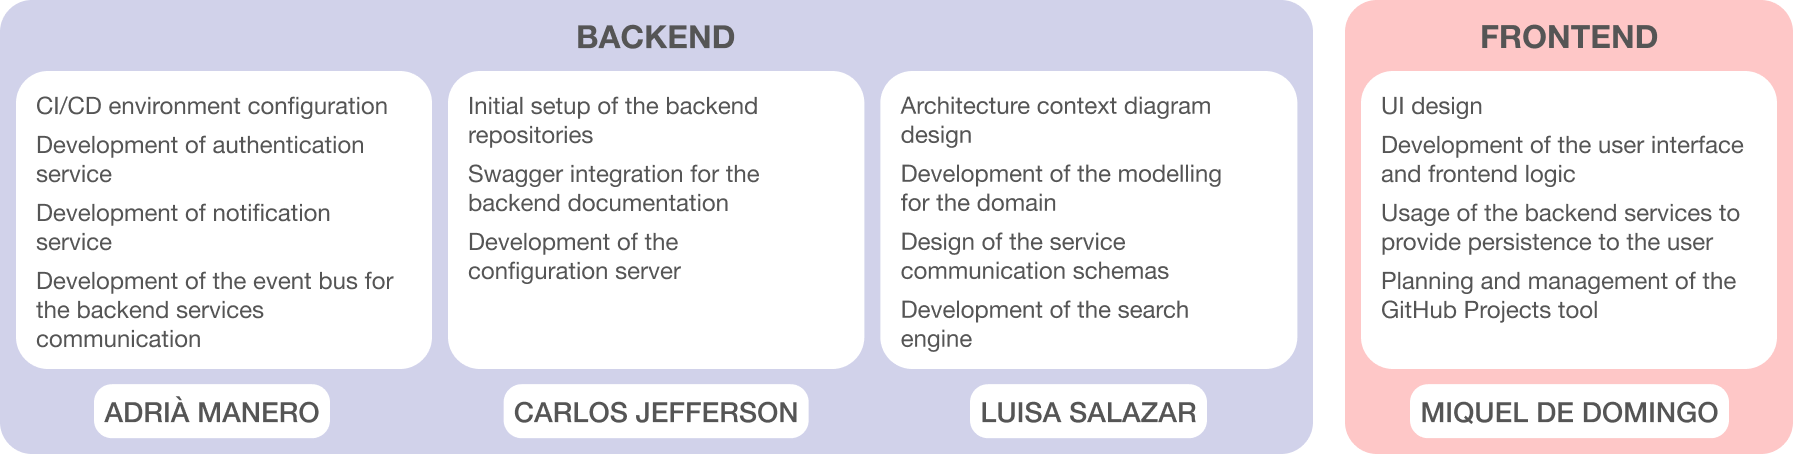 BACKEND
CI/CD environment configuration
Development of authentication
service
Development of notification
service
Development of the event bus for
the backend services
communication
ADRIÀ MANERO
Initial setup of the backend
repositories
Swagger integration for the
backend documentation
Development of the
configuration server
CARLOS JEFFERSON
Architecture context diagram
design
Development of the modelling
for the domain
Design of the service
communication schemas
Development of the search
engine
LUISA SALAZAR
FRONTEND
UI design
Development of the user interface
and frontend logic
Usage of the backend services to
provide persistence to the user
Planning and management of the
GitHub Projects tool
MIQUEL DE DOMINGO